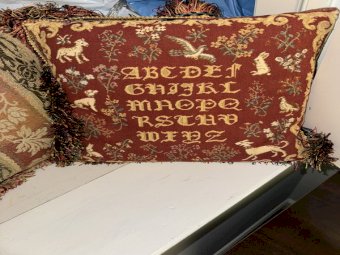 ABCDEF
GHIJKL
MNOPQ
RSTUV
WXYZ